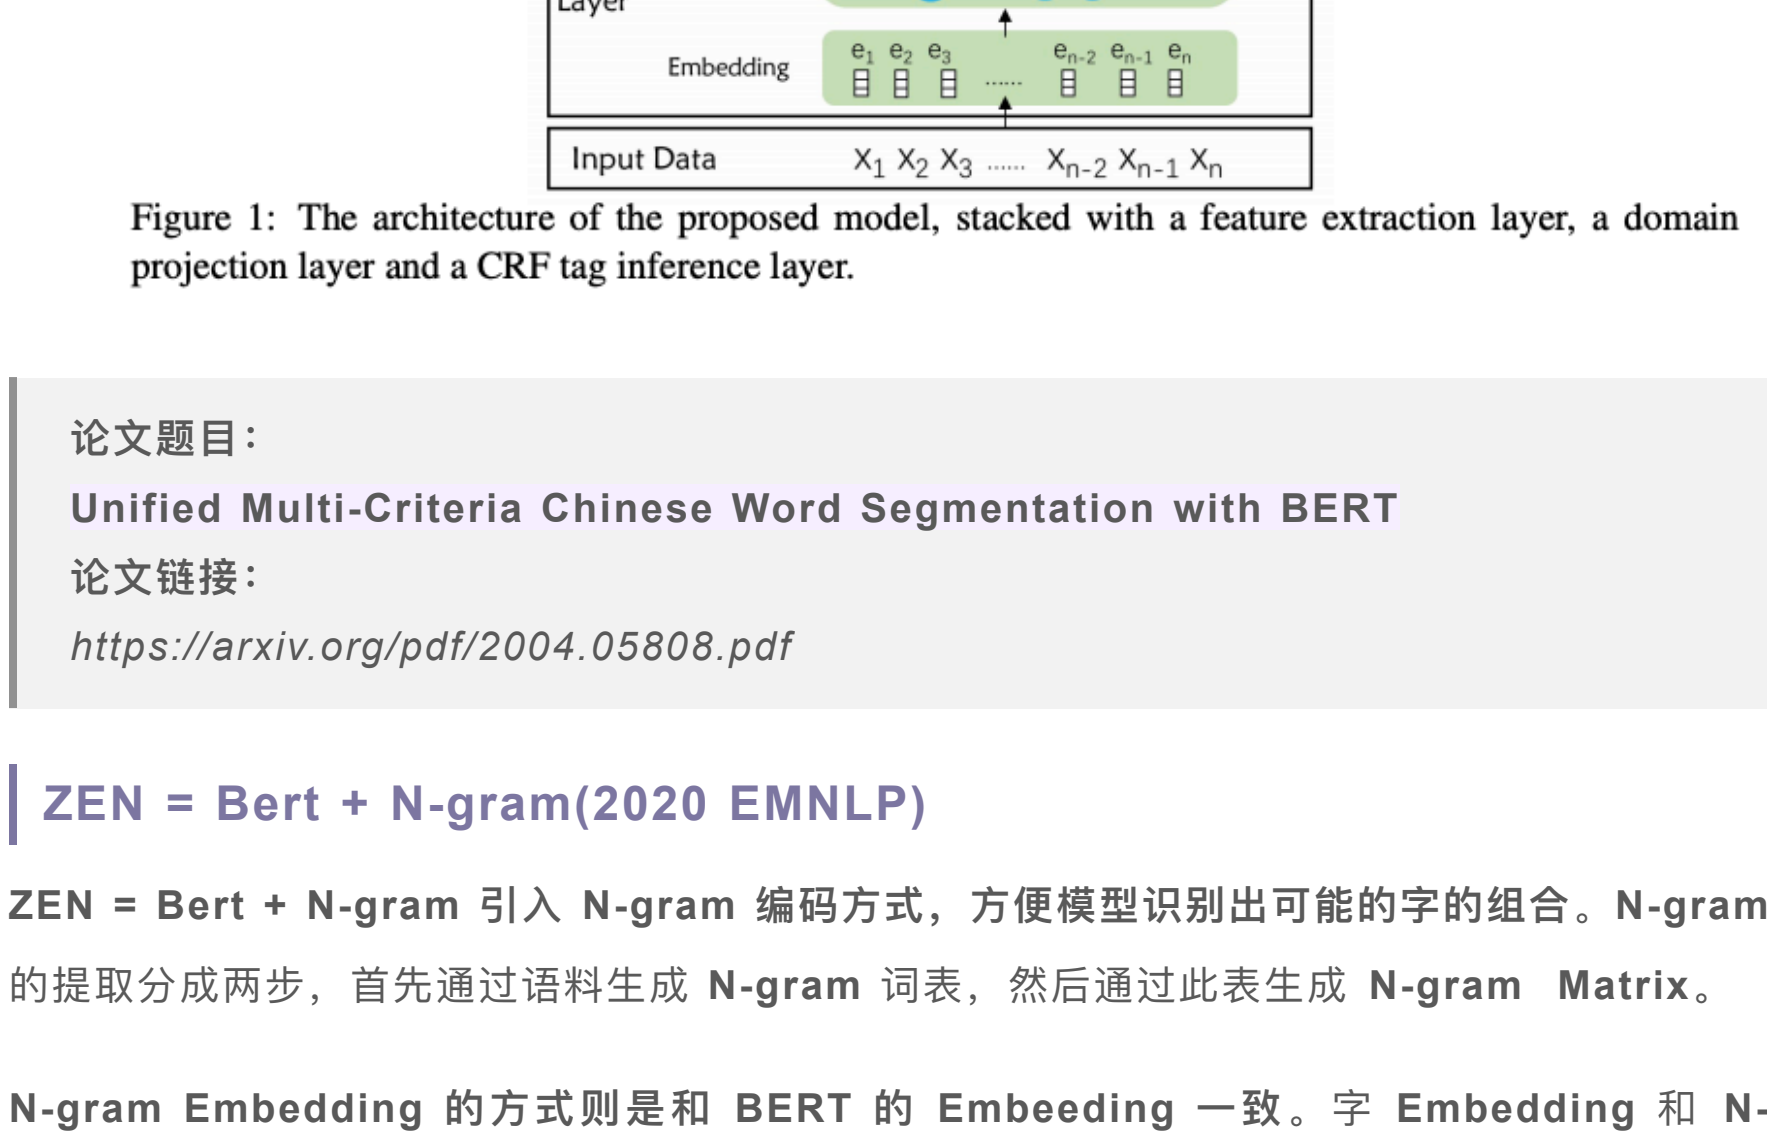 Layer
e1 e2 e3 en-2 en-1 en
Embedding ......
Input Data X1 X2 X3 ...... Xn-2 Xn-1 Xn
Figure 1: The architecture of the proposed model, stacked with a feature extraction layer, a domain
projection layer and a CRF tag inference layer.
论文题目：
Unified Multi-Criteria Chinese Word Segmentation with BERT
论文链接：
https://arxiv.org/pdf/2004.05808.pdf
ZEN = Bert + N-gram(2020 EMNLP)
ZEN = Bert + N-gram 引入 N-gram 编码方式，方便模型识别出可能的字的组合。N-gram
的提取分成两步，首先通过语料生成 N-gram 词表，然后通过此表生成 N-gram Matrix。
N-gram Embedding 的方式则是和 BERT 的 Embeeding 一致。字 Embedding 和 N-